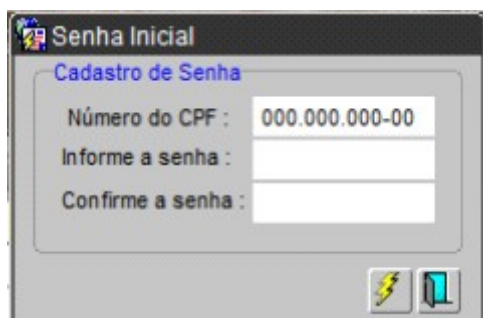 Senha Inicial
Cadastro de Senha
Número do CPF : 000.000.000-00
Informe a senha :
Confirme a senha :